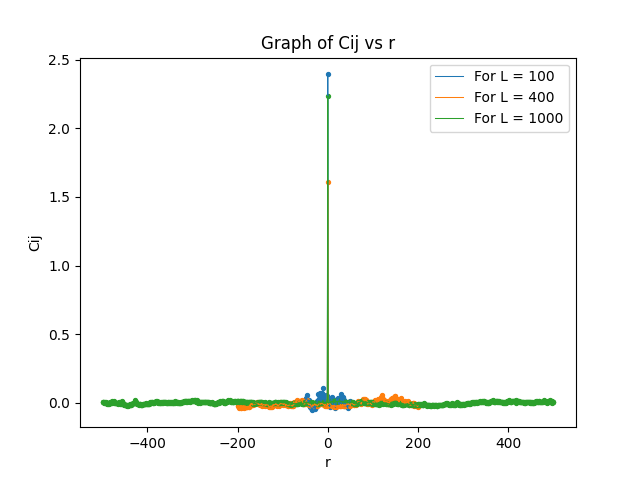 Graph of Cij vs r
2.5
2.0
1.5
1.0
0.5
0.0
Cij
For L = 100
For L = 400
For L = 1000
−400
−200
0
200
400
r